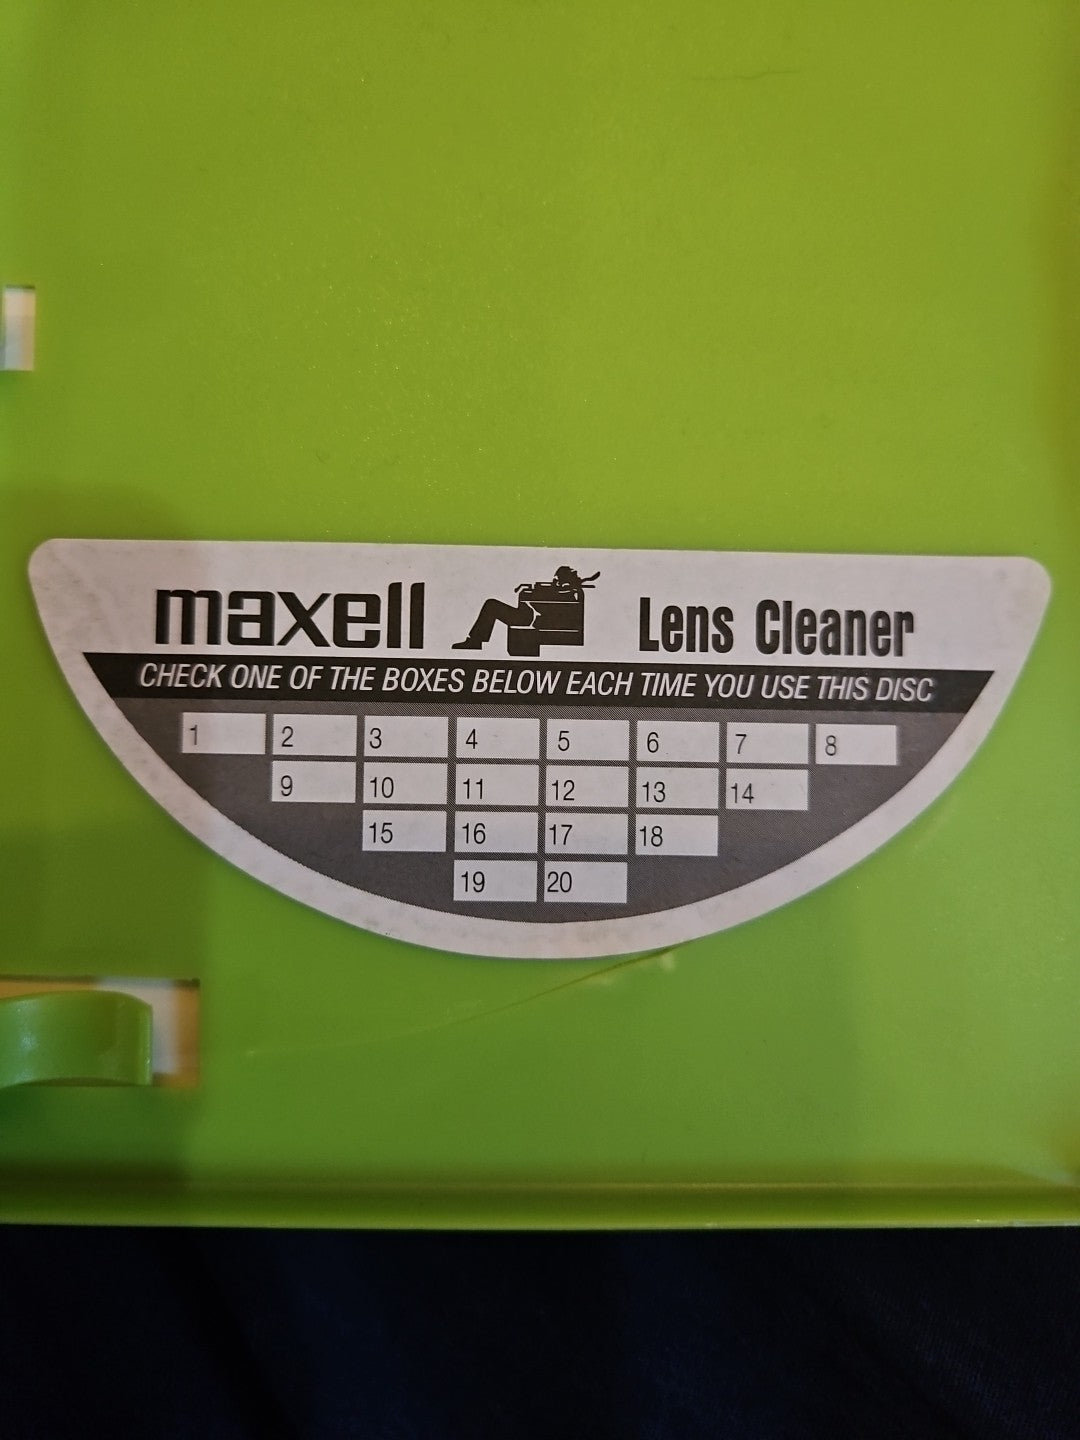 maxell Lens Cleaner
CHECK ONE OF THE BOXES BELOW EACH TIME YOU USE THIS DISC
1 2 3 4 5 6 7 8
9 10 11 12 13 14
15 16 17 18
19 20